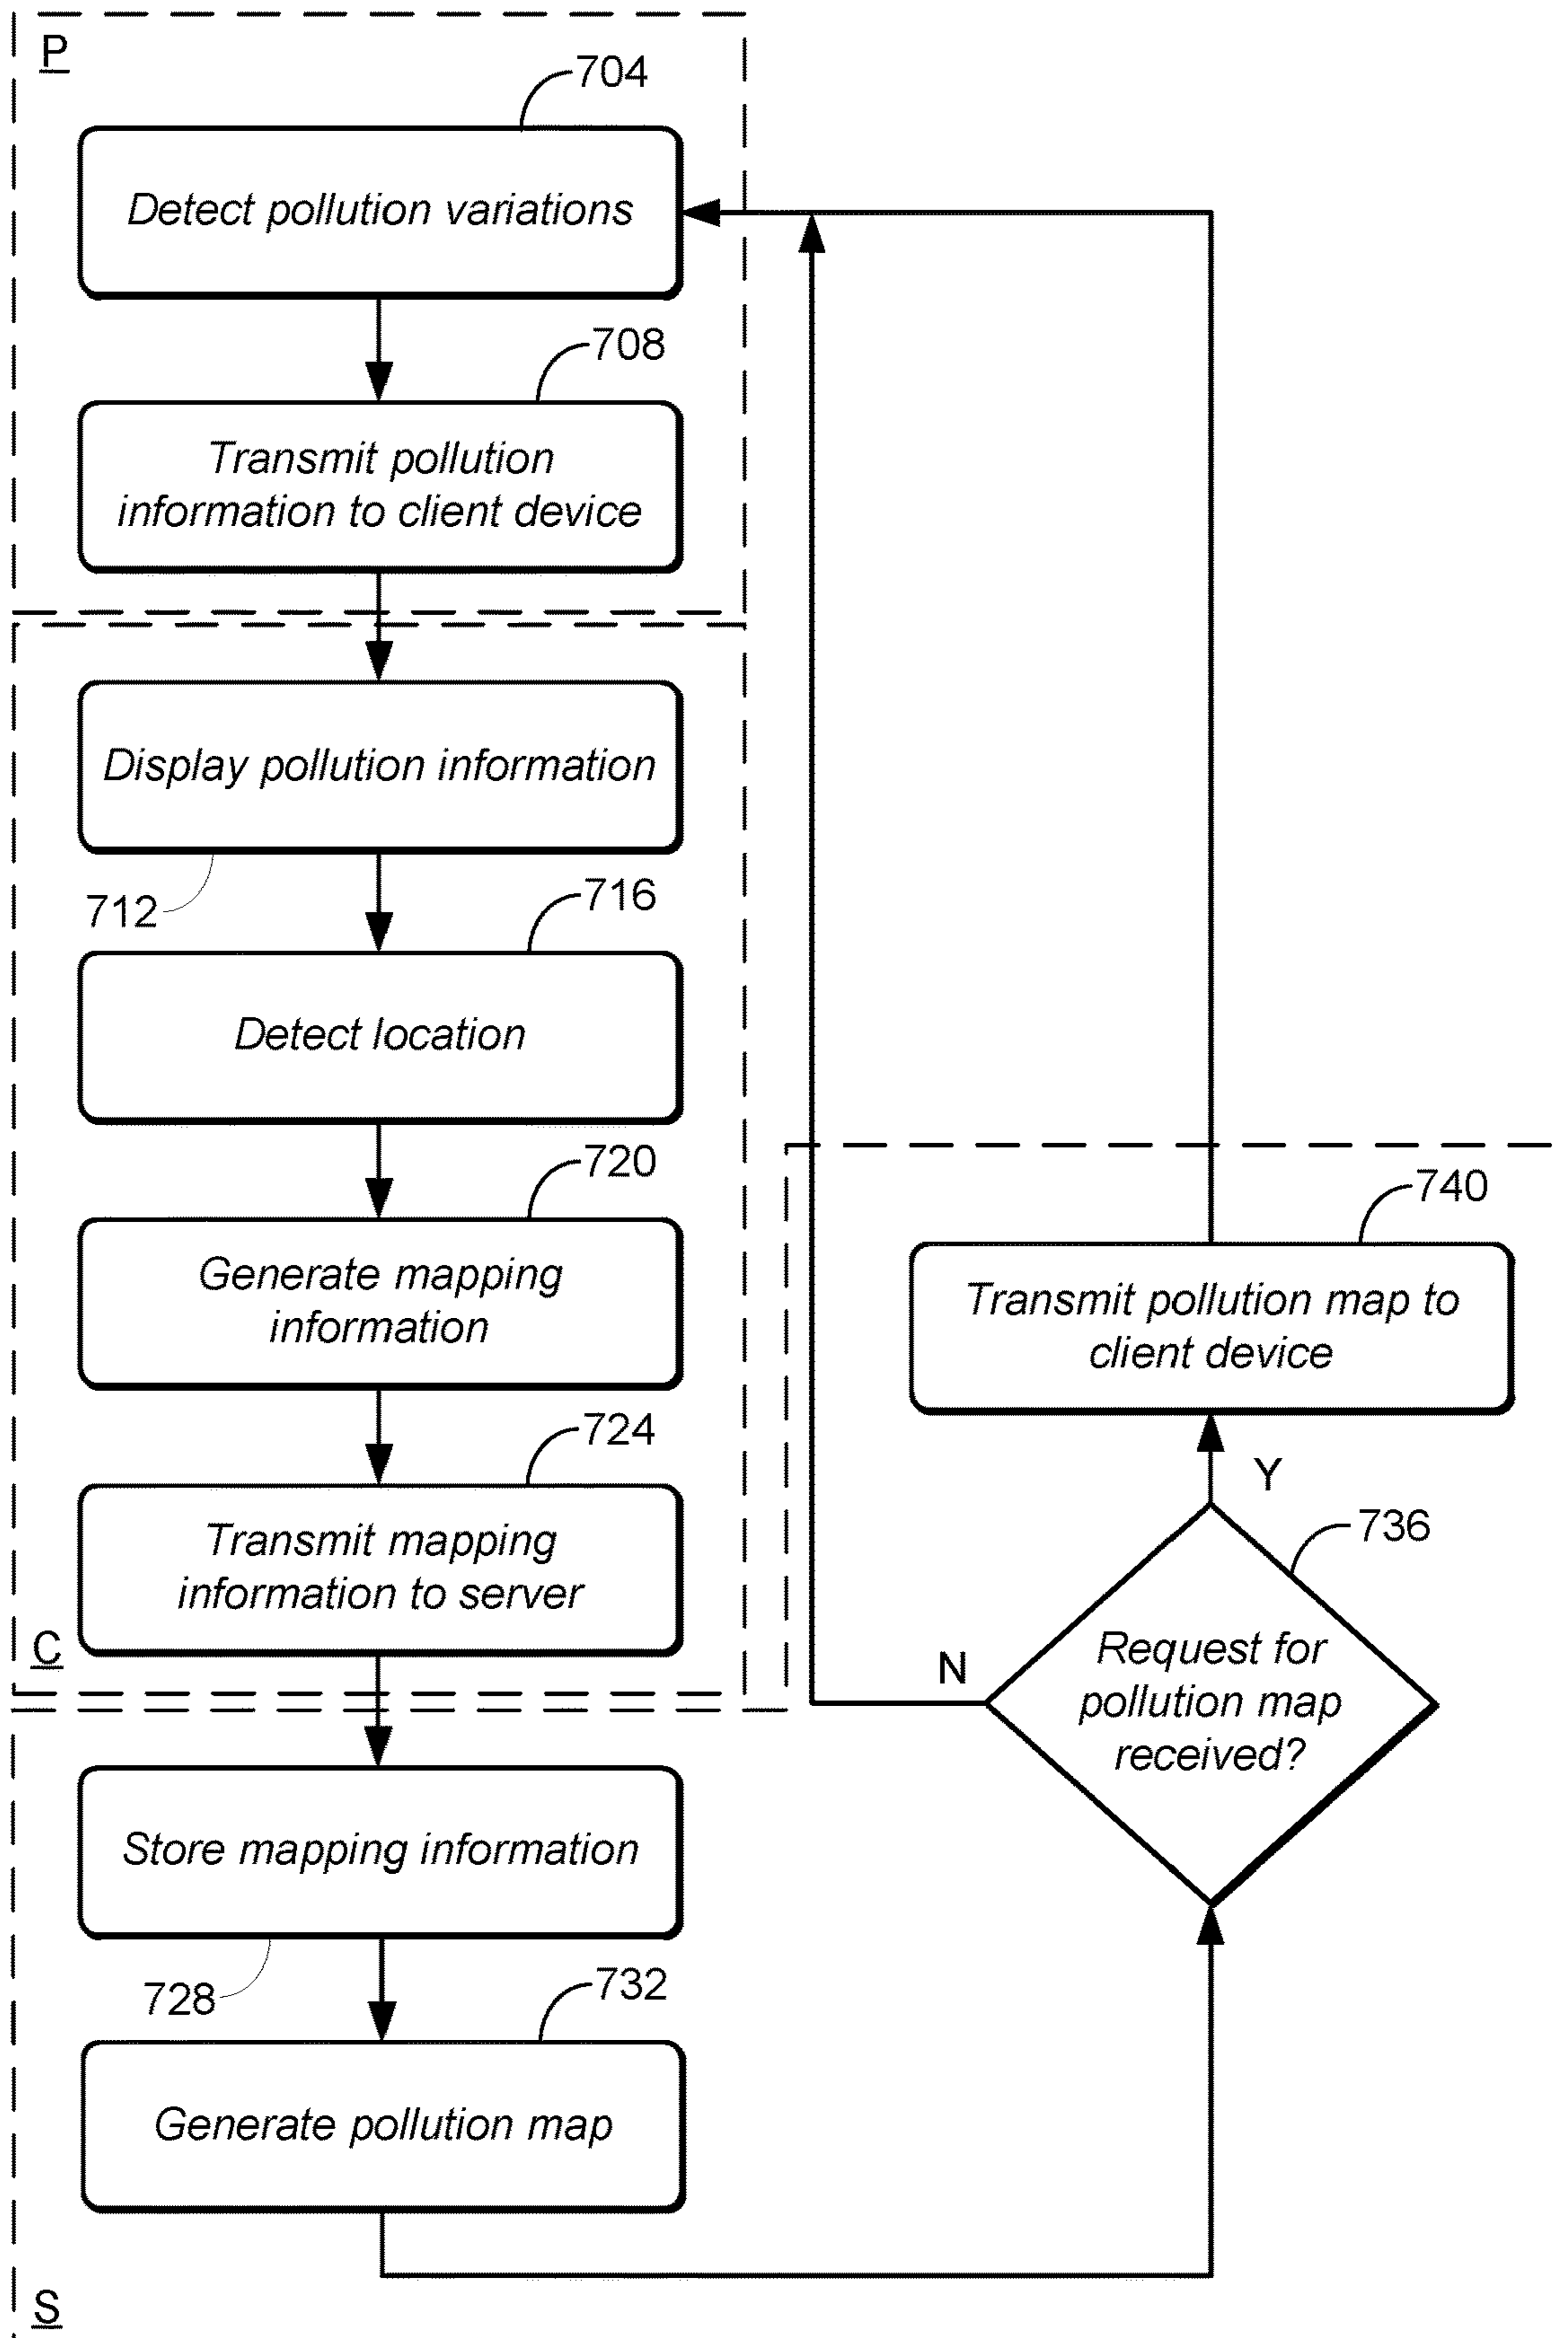 P
704
Detect pollution variations
708
Transmit pollution
information to client device
Display pollution information
712
716
Detect location
720
Generate mapping
information
724
Transmit mapping
information to server
C
740
Transmit pollution map to
client device
Y
736
N
Request for
pollution map
received?
Store mapping information
728
732
Generate pollution map
S